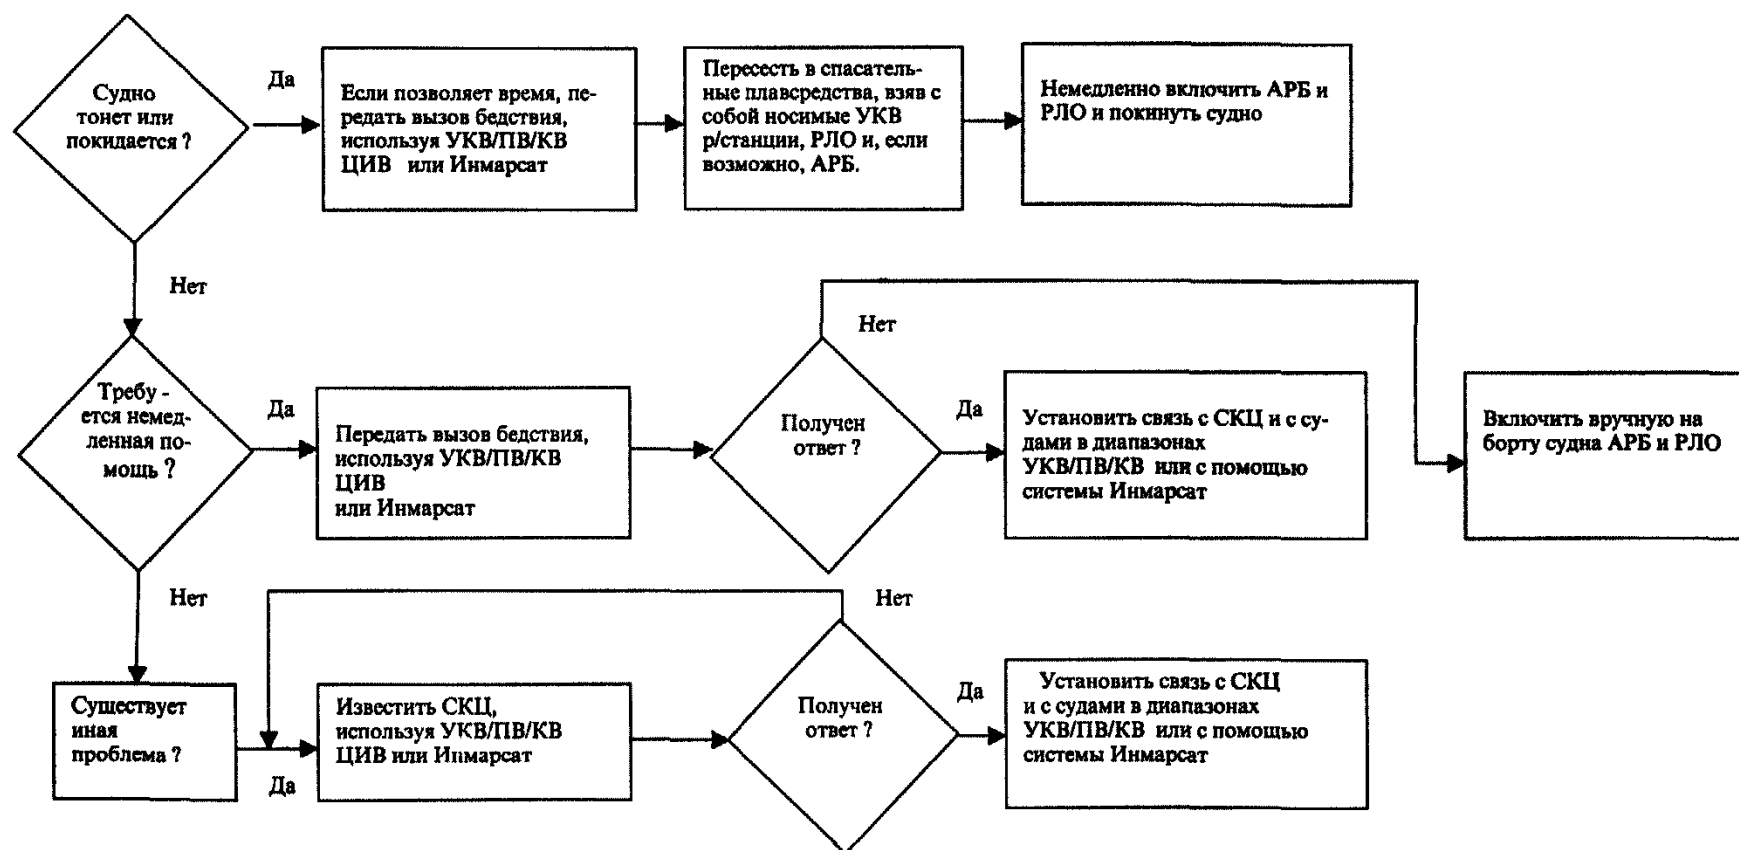 Судно
тонет или
покидается ?
Да
Если позволяет время, пе-
редать вызов бедствия,
используя УКВ/ПВ/КВ
ЦИВ или Инмарсат
Пересесть в спасатель-
ные плавсредства, взяв с
собой носимые УКВ
р/станции, РЛО и, если
возможно, АРБ.
Немедленно включить АРБ и
РЛО и покинуть судно
Нет
Требу -
ется немед-
ленная по-
мощь ?
Да
Передать вызов бедствия,
используя УКВ/ПВ/КВ
ЦИВ
или Инмарсат
Получен
ответ ?
Нет
Да
Установить связь с СКЦ и с су-
дами в диапазонах
УКВ/ПВ/КВ или с помощью
системы Инмарсат
Включить вручную на
борту судна АРБ и РЛО
Нет
Существует
иная
проблема ?
Да
Известить СКЦ,
используя УКВ/ПВ/КВ
ЦИВ или Инмарсат
Получен
ответ ?
Нет
Да
Установить связь с СКЦ
и с судами в диапазонах
УКВ/ПВ/КВ или с помощью
системы Инмарсат